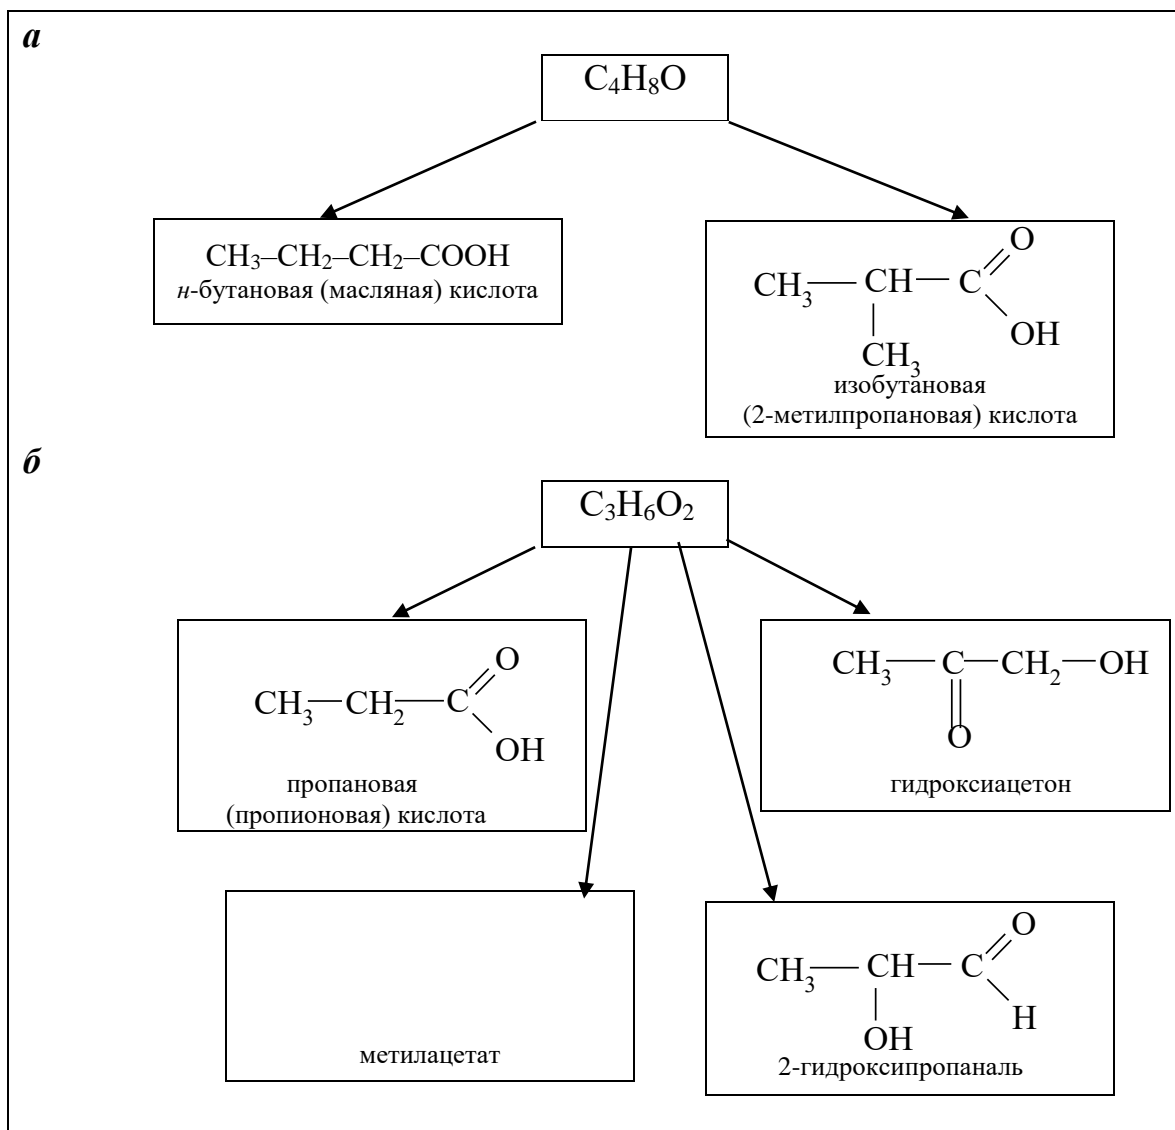 а
C₄H₈O
CH₃–CH₂–CH₂–COOH
н-бутановая (масляная) кислота
O
CH₃—CH—C
OH
CH₃
изобутановая
(2-метилпропановая) кислота
б
C₃H₆O₂
O
CH₃—CH₂—C
OH
пропановая
(пропионовая) кислота
CH₃—C—CH₂—OH
O
гидроксиацетон
метилацетат
O
CH₃—CH—C
H
OH
2-гидроксипропаналь